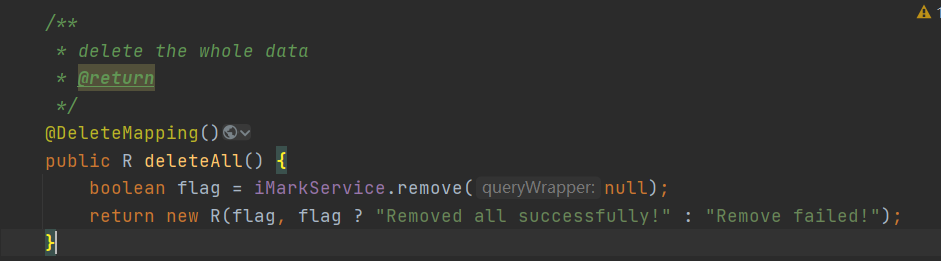 /**
* delete the whole data
* @return
*/
@DeleteMapping()
public R deleteAll() {
boolean flag = iMarkService.remove( queryWrapper: null);
return new R(flag, flag ? "Removed all successfully!" : "Remove failed!");
}